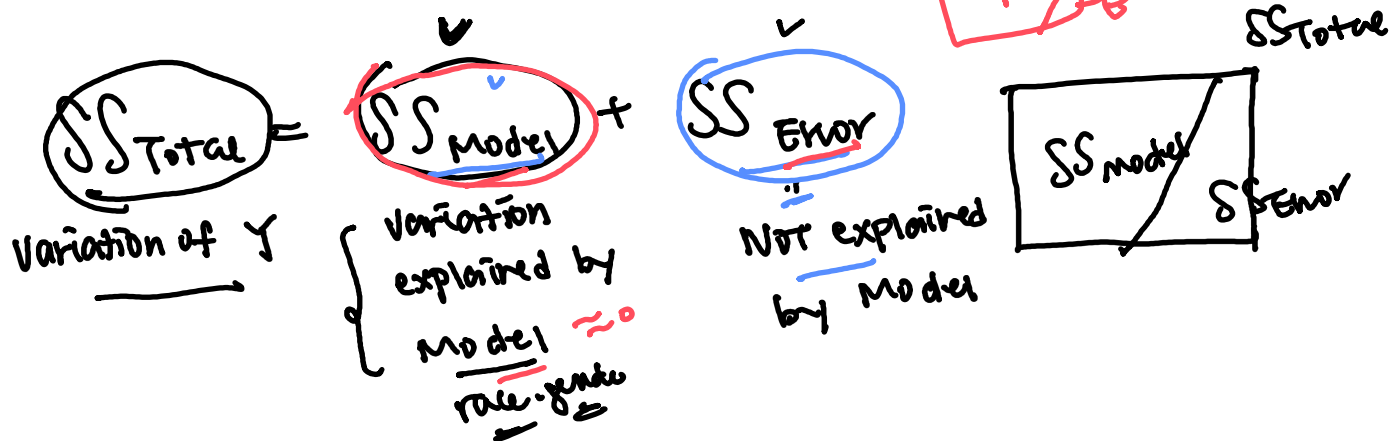 SS Total = SS Model + SS Error
Variation of Y
Variation
explained by
Model ≈ 0
race. gender
NOT explained
by Model
SS Total
SS Model
SS Error